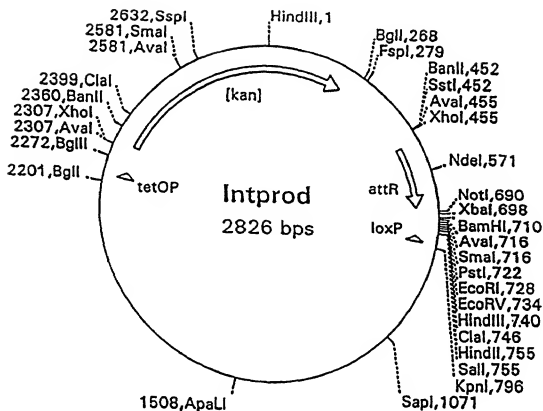 HindIII,1
BglI,268
FspI,279
BanII,452
SstI,452
AvaI,455
XhoI,455
NdeI,571
NotI,690
XbaI,698
BamHI,710
AvaI,716
SmaI,716
PstI,722
EcoRI,728
EcoRV,734
HindIII,740
ClaI,746
HindII,755
SalI,755
KpnI,796
SapI,1071
1508,ApaLI
2201,BglI
2272,BglII
2307,AvaI
2307,XhoI
2360,BanII
2399,ClaI
2581,AvaI
2581,SmaI
2632,SspI
[kan]
tetOP
attR
loxP
Intprod
2826 bps